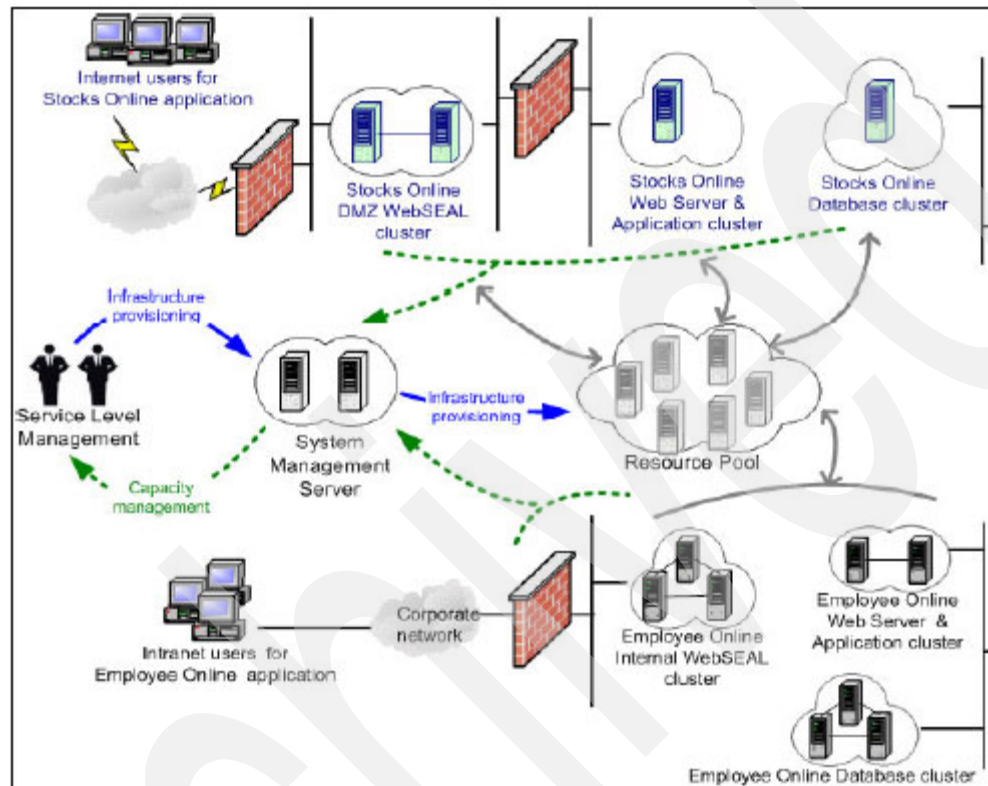 Internet users for
Stocks Online application
Stocks Online
DMZ WebSEAL
cluster
Stocks Online
Web Server &
Application cluster
Stocks Online
Database cluster
Infrastructure
provisioning
Service Level
Management
System
Management
Server
Infrastructure
provisioning
Resource Pool
Capacity
management
Intranet users for
Employee Online application
Corporate
network
Employee Online
Internal WebSEAL
cluster
Employee Online
Web Server &
Application cluster
Employee Online Database cluster